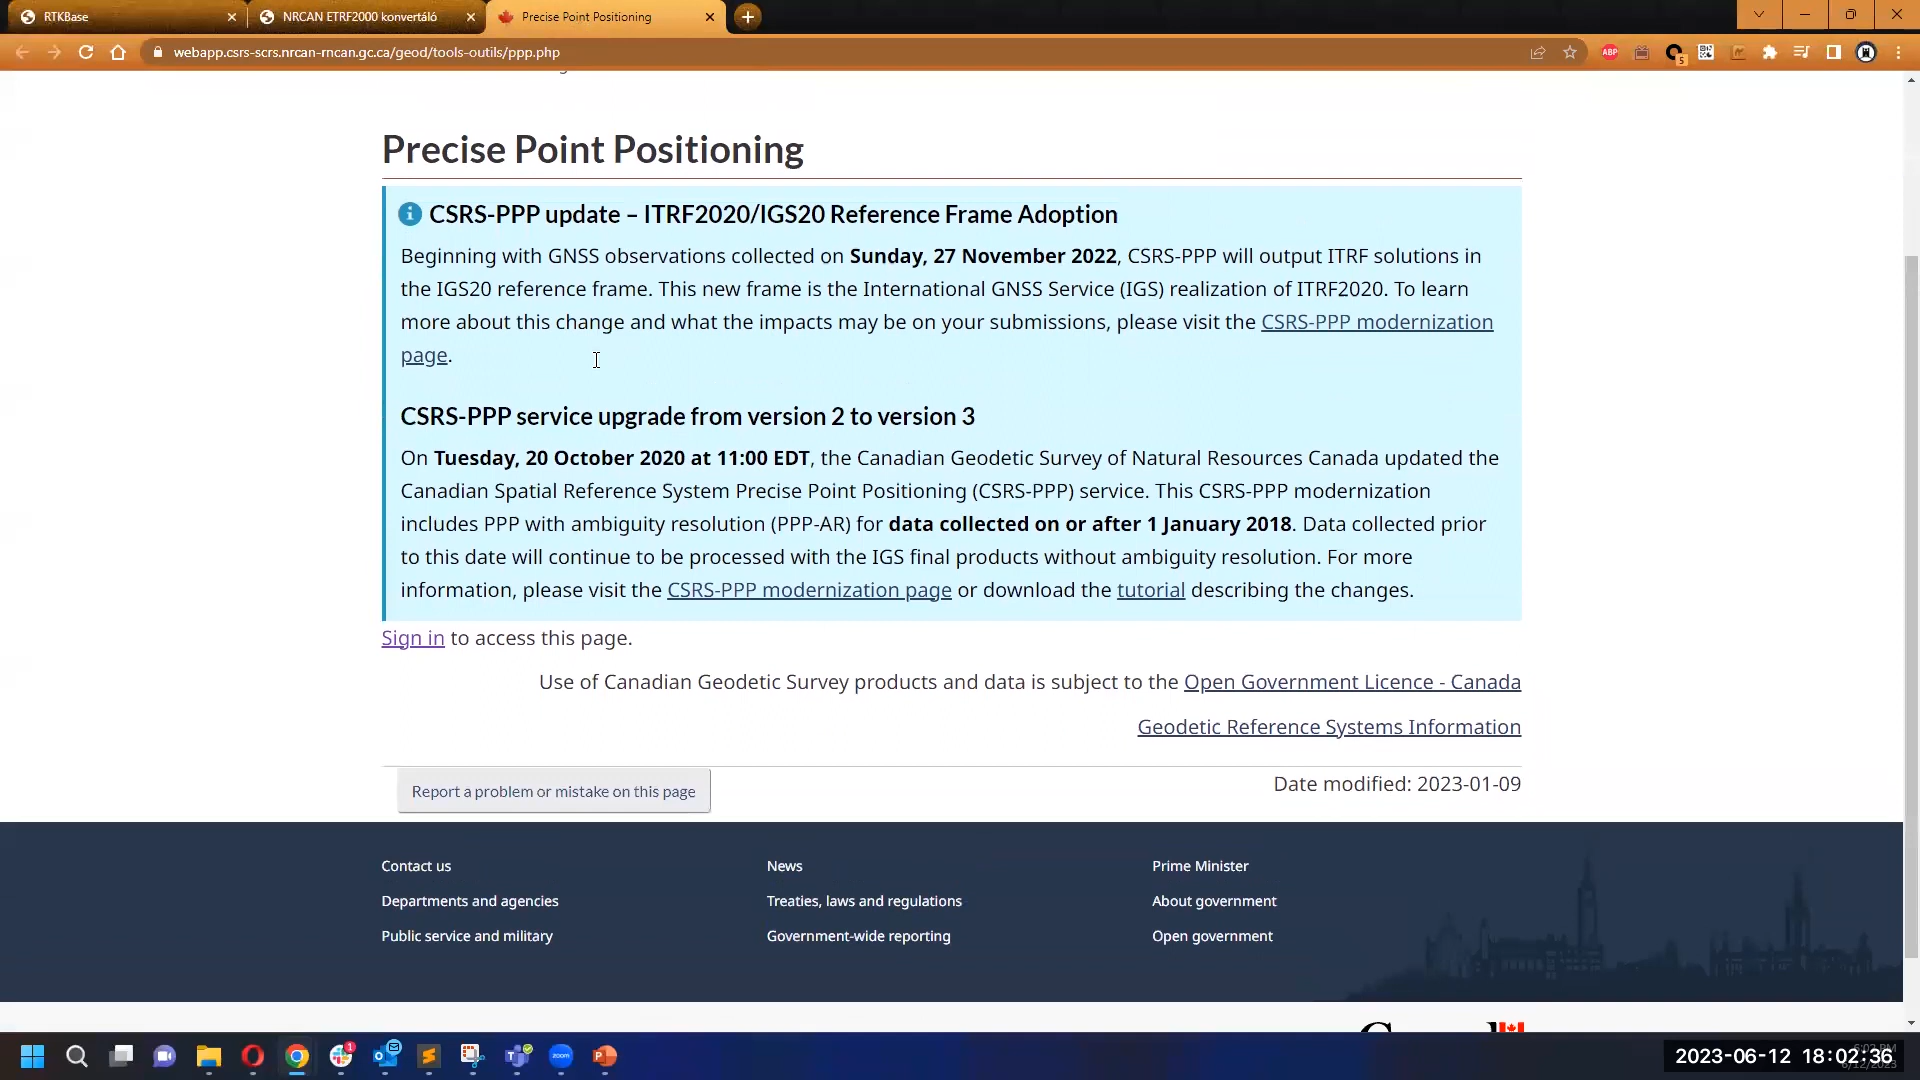 RTKBase
NRCAN ETRF2000 konvertáló
Precise Point Positioning
webapp.csrs-scrs.nrcan-rncan.gc.ca/geod/tools-outils/ppp.php
ABP
5
Precise Point Positioning
CSRS-PPP update – ITRF2020/IGS20 Reference Frame Adoption
Beginning with GNSS observations collected on Sunday, 27 November 2022, CSRS-PPP will output ITRF solutions in
the IGS20 reference frame. This new frame is the International GNSS Service (IGS) realization of ITRF2020. To learn
more about this change and what the impacts may be on your submissions, please visit the CSRS-PPP modernization
page.
CSRS-PPP service upgrade from version 2 to version 3
On Tuesday, 20 October 2020 at 11:00 EDT, the Canadian Geodetic Survey of Natural Resources Canada updated the
Canadian Spatial Reference System Precise Point Positioning (CSRS-PPP) service. This CSRS-PPP modernization
includes PPP with ambiguity resolution (PPP-AR) for data collected on or after 1 January 2018. Data collected prior
to this date will continue to be processed with the IGS final products without ambiguity resolution. For more
information, please visit the CSRS-PPP modernization page or download the tutorial describing the changes.
Sign in to access this page.
Use of Canadian Geodetic Survey products and data is subject to the Open Government Licence - Canada
Geodetic Reference Systems Information
Report a problem or mistake on this page
Date modified: 2023-01-09
Contact us
News
Prime Minister
Departments and agencies
Treaties, laws and regulations
About government
Public service and military
Government-wide reporting
Open government
1
zoom
2023-06-12 18:02:36